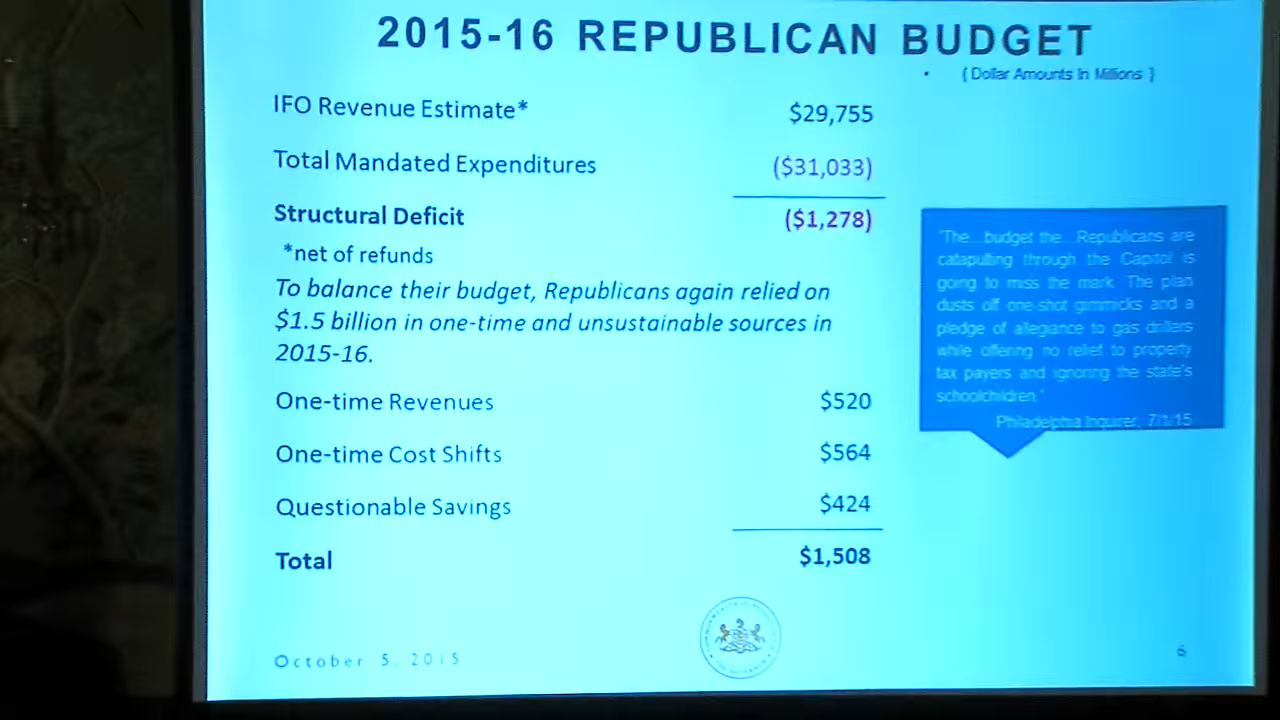 2015-16 REPUBLICAN BUDGET
• { Dollar Amounts In Millions }
IFO Revenue Estimate* $29,755
Total Mandated Expenditures ($31,033)
Structural Deficit ($1,278)
*net of refunds
To balance their budget, Republicans again relied on
$1.5 billion in one-time and unsustainable sources in
2015-16.
One-time Revenues $520
One-time Cost Shifts $564
Questionable Savings $424
Total $1,508
"The...budget the...Republicans are
catapulting through the Capitol is
going to miss the mark. The plan
dusts off one-shot gimmicks and a
pledge of allegiance to gas drillers
while offering no relief to property
tax payers and ignoring the state's
schoolchildren."
Philadelphia Inquirer, 7/1/15
October 5, 2015
6